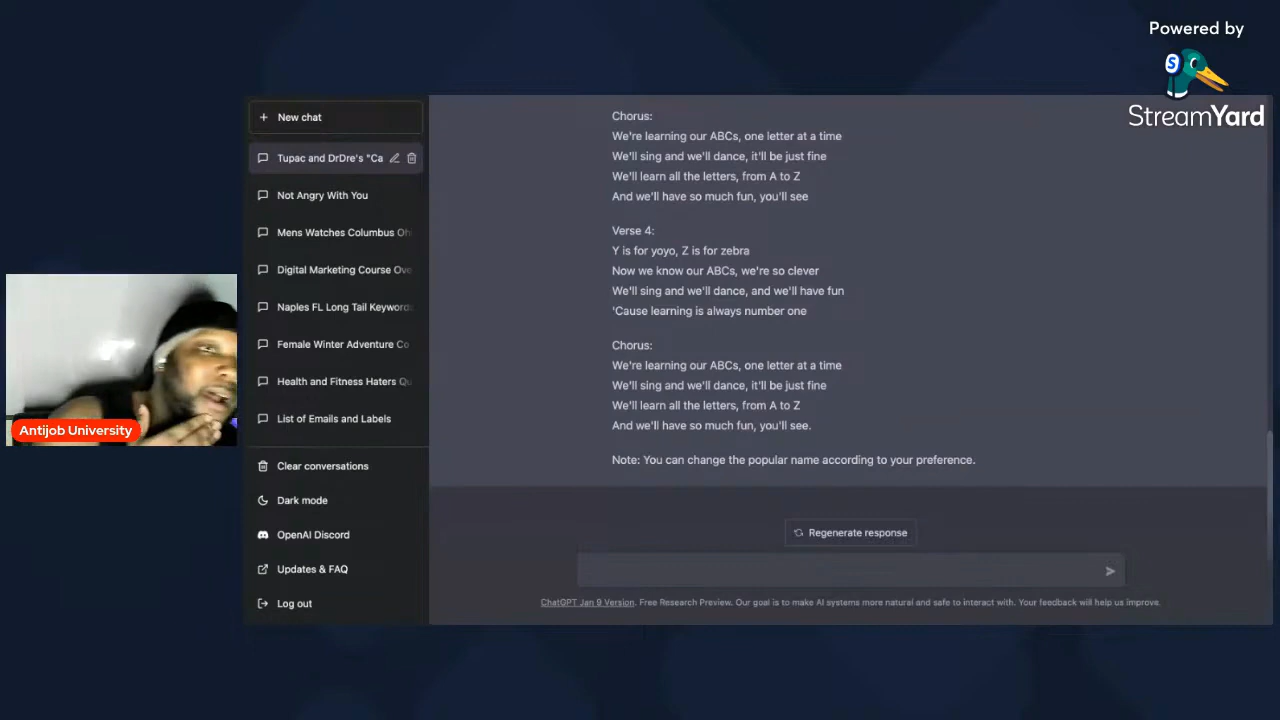 Powered by
S
StreamYard
+ New chat
Tupac and DrDre's "Ca
Not Angry With You
Mens Watches Columbus Oh
Digital Marketing Course Ove
Naples FL Long Tail Keywords
Female Winter Adventure Co
Health and Fitness Haters Qu
List of Emails and Labels
Clear conversations
Dark mode
OpenAI Discord
Updates & FAQ
Log out
Antijob University
Chorus:
We're learning our ABCs, one letter at a time
We'll sing and we'll dance, it'll be just fine
We'll learn all the letters, from A to Z
And we'll have so much fun, you'll see
Verse 4:
Y is for yoyo, Z is for zebra
Now we know our ABCs, we're so clever
We'll sing and we'll dance, and we'll have fun
'Cause learning is always number one
Chorus:
We're learning our ABCs, one letter at a time
We'll sing and we'll dance, it'll be just fine
We'll learn all the letters, from A to Z
And we'll have so much fun, you'll see.
Note: You can change the popular name according to your preference.
Regenerate response
ChatGPT Jan 9 Version. Free Research Preview. Our goal is to make AI systems more natural and safe to interact with. Your feedback will help us improve.